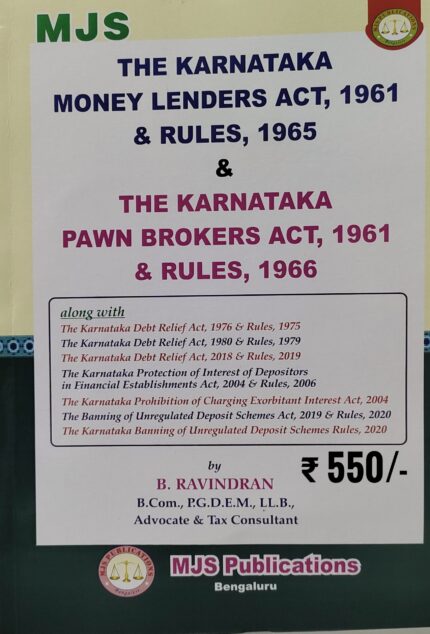 MJS
THE KARNATAKA
MONEY LENDERS ACT, 1961
& RULES, 1965
&
THE KARNATAKA
PAWN BROKERS ACT, 1961
& RULES, 1966
along with
The Karnataka Debt Relief Act, 1976 & Rules, 1975
The Karnataka Debt Relief Act, 1980 & Rules, 1979
The Karnataka Debt Relief Act, 2018 & Rules, 2019
The Karnataka Protection of Interest of Depositors
in Financial Establishments Act, 2004 & Rules, 2006
The Karnataka Prohibition of Charging Exorbitant Interest Act, 2004
The Banning of Unregulated Deposit Schemes Act, 2019 & Rules, 2020
The Karnataka Banning of Unregulated Deposit Schemes Rules, 2020
by
B. RAVINDRAN
B.Com., P.G.D.E.M., LL.B.,
Advocate & Tax Consultant
₹ 550/-
MJS PUBLICATIONS
MJS Publications
Bengaluru